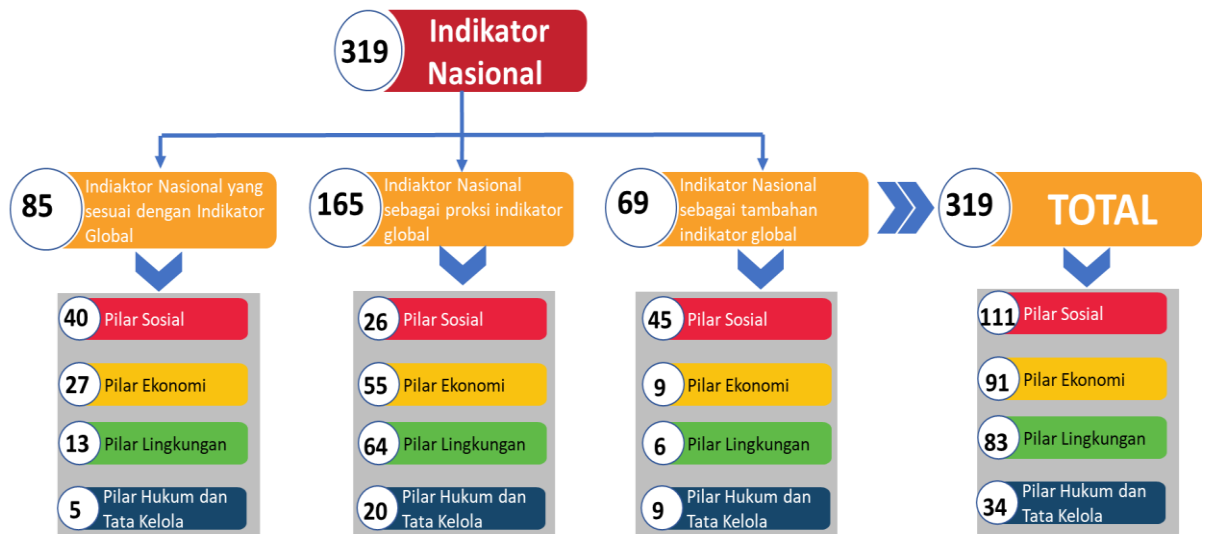 319
Indikator
Nasional
85
Indiaktor Nasional yang
sesuai dengan Indikator
Global
165
Indiaktor Nasional
sebagai proksi indikator
global
69
Indikator Nasional
sebagai tambahan
indikator global
319
TOTAL
40 Pilar Sosial
27 Pilar Ekonomi
13 Pilar Lingkungan
5
Pilar Hukum dan
Tata Kelola
26 Pilar Sosial
55 Pilar Ekonomi
64 Pilar Lingkungan
20
Pilar Hukum dan
Tata Kelola
45 Pilar Sosial
9 Pilar Ekonomi
6 Pilar Lingkungan
9
Pilar Hukum dan
Tata Kelola
111 Pilar Sosial
91 Pilar Ekonomi
83 Pilar Lingkungan
34
Pilar Hukum dan
Tata Kelola